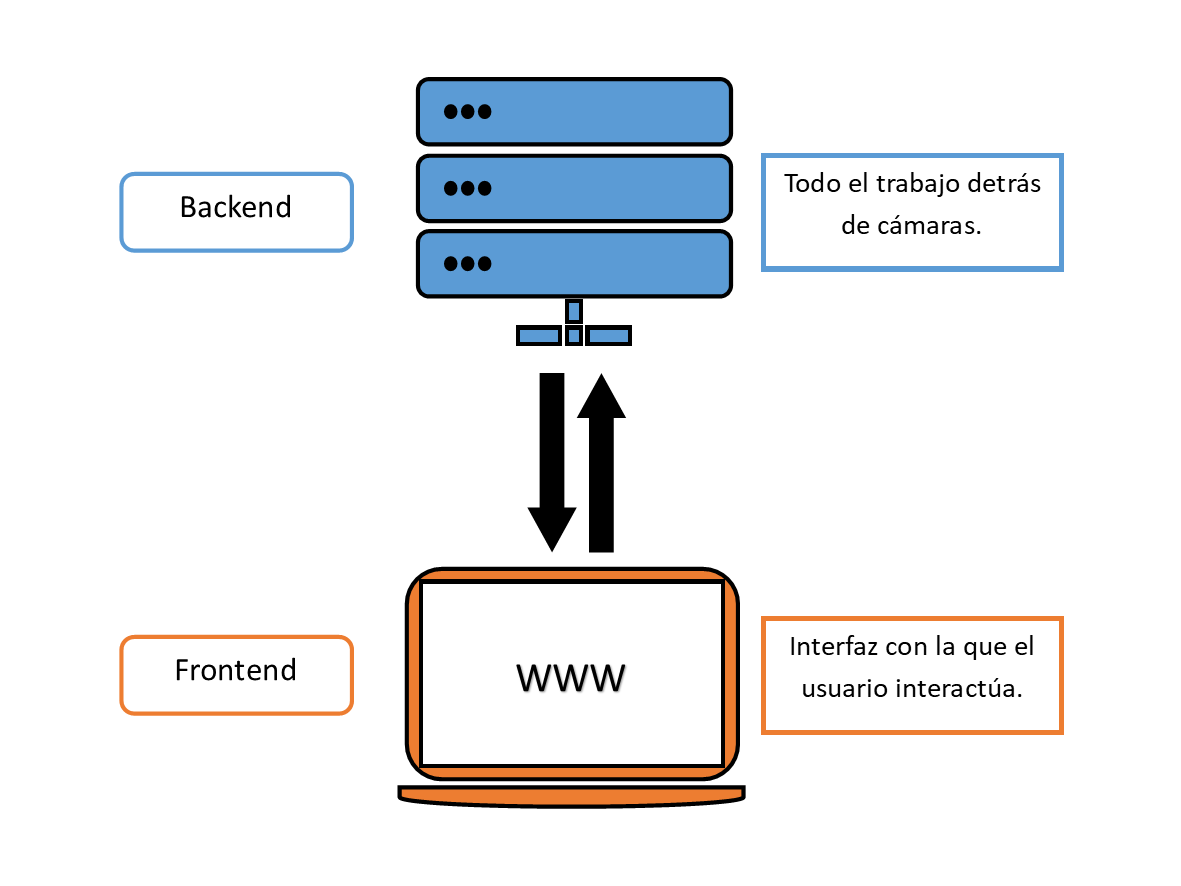 Backend
Todo el trabajo detrás
de cámaras.
Frontend
WWW
Interfaz con la que el
usuario interactúa.